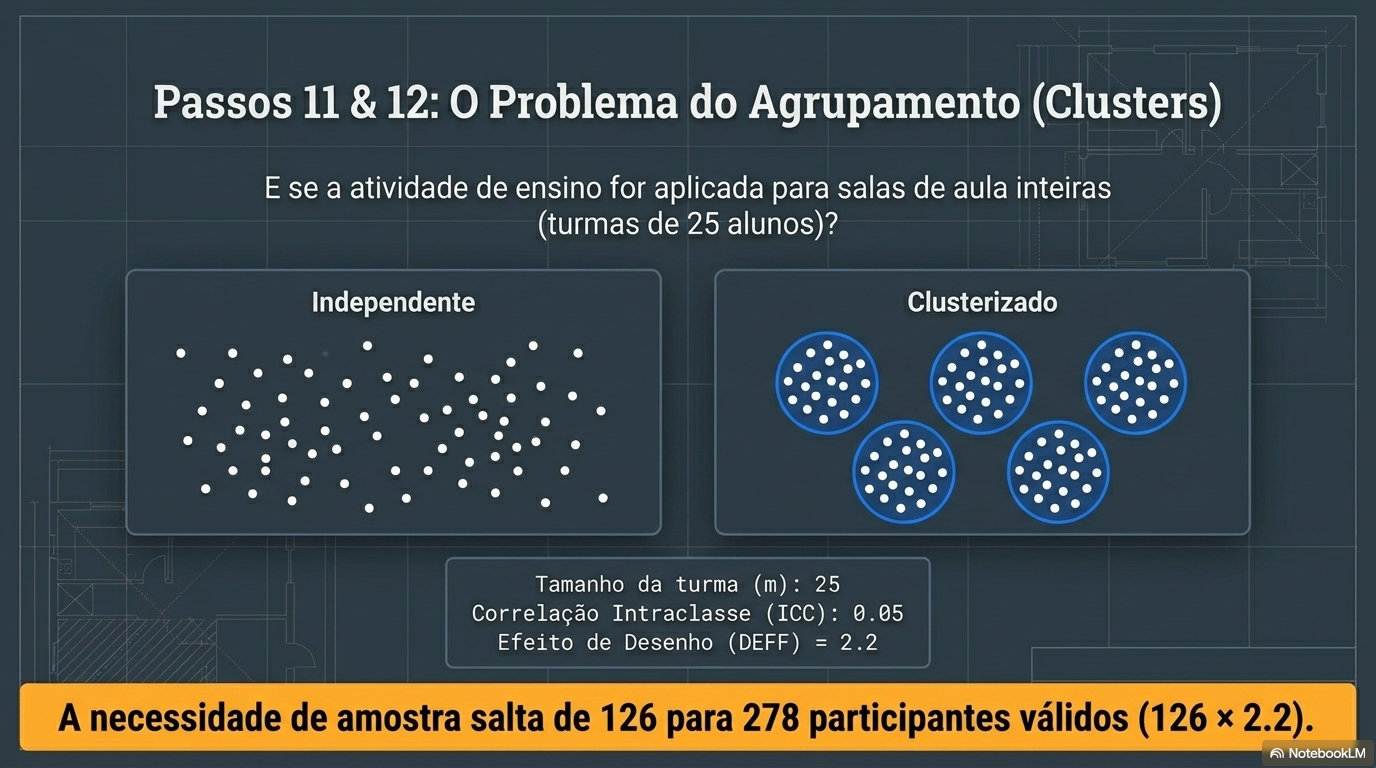 Passos 11 & 12: O Problema do Agrupamento (Clusters)
E se a atividade de ensino for aplicada para salas de aula inteiras
(turmas de 25 alunos)?
Independente
Clusterizado
Tamanho da turma (m): 25
Correlação Intraclasse (ICC): 0.05
Efeito de Desenho (DEFF) = 2.2
A necessidade de amostra salta de 126 para 278 participantes válidos (126 × 2.2).
NotebookLM